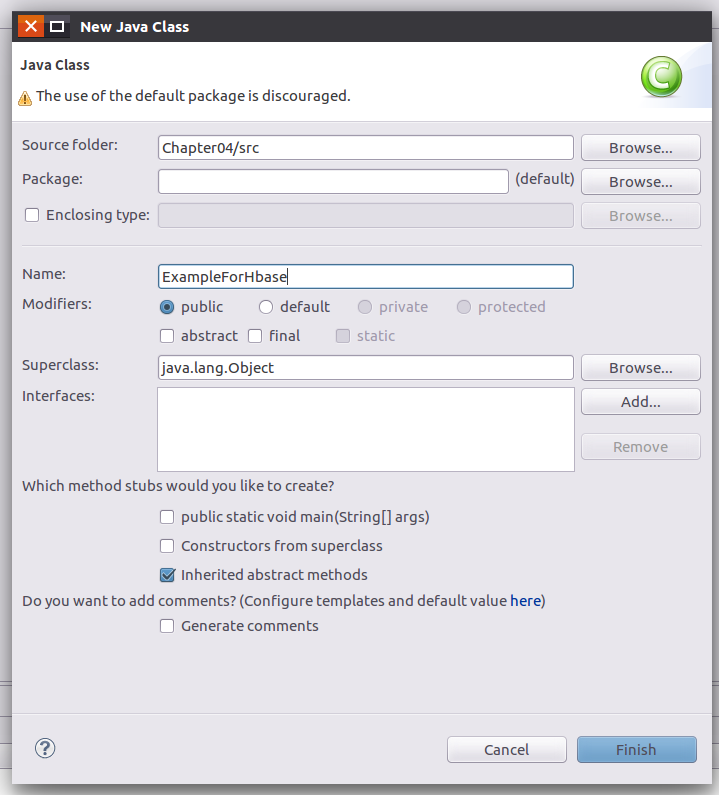 New Java Class
Java Class
The use of the default package is discouraged.
Source folder: Chapter04/src Browse...
Package: (default) Browse...
Enclosing type: Browse...
Name: ExampleForHbase
Modifiers: public default private protected
abstract final static
Superclass: java.lang.Object Browse...
Interfaces: Add...
Remove
Which method stubs would you like to create?
public static void main(String[] args)
Constructors from superclass
Inherited abstract methods
Do you want to add comments? (Configure templates and default value here)
Generate comments
? Cancel Finish